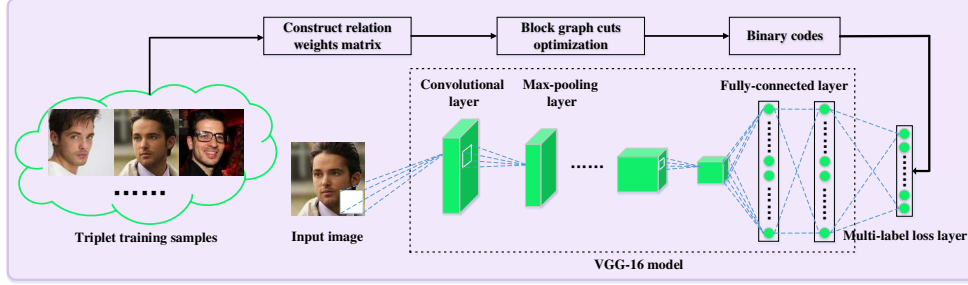 Construct relation
weights matrix
Block graph cuts
optimization
Binary codes
Convolutional
layer
Max-pooling
layer
Fully-connected layer
Triplet training samples
Input image
Multi-label loss layer
VGG-16 model